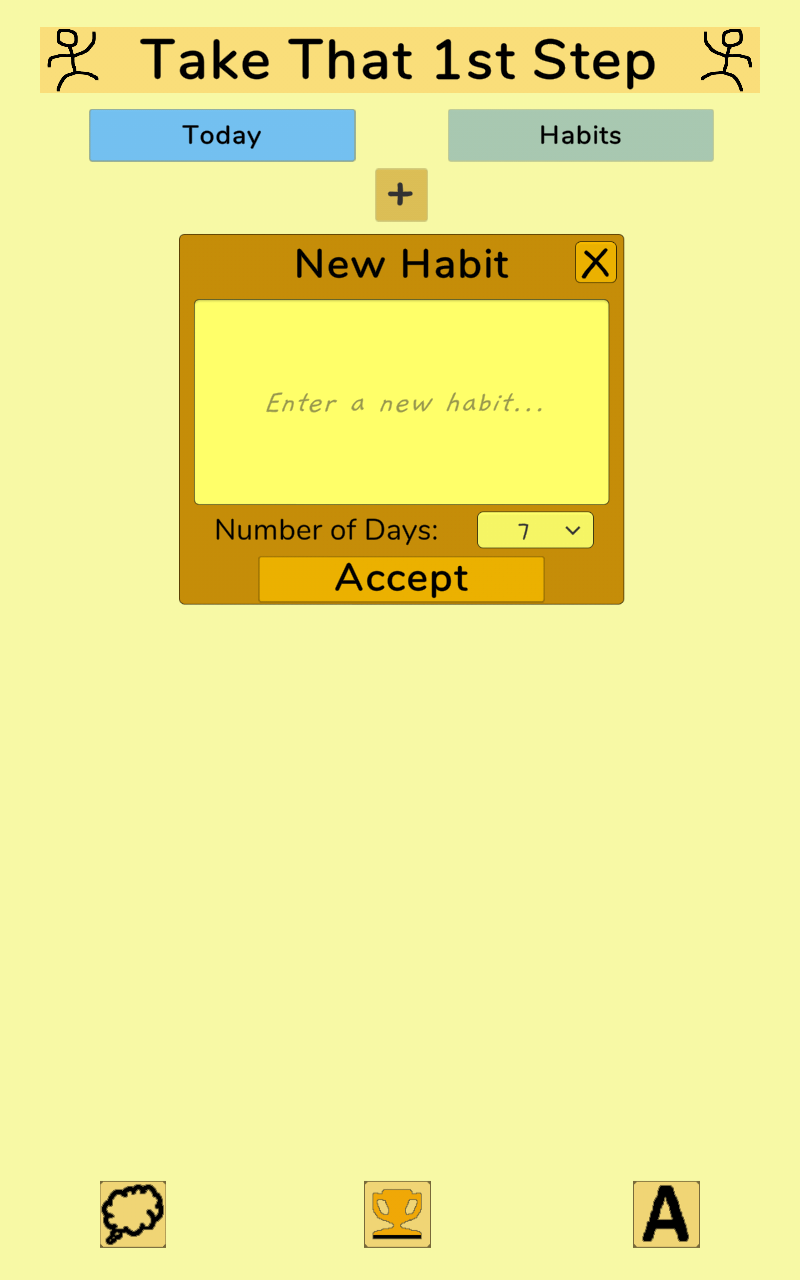 Take That 1st Step
Today
Habits
+
New Habit
X
Enter a new habit...
Number of Days:
7
Accept
A